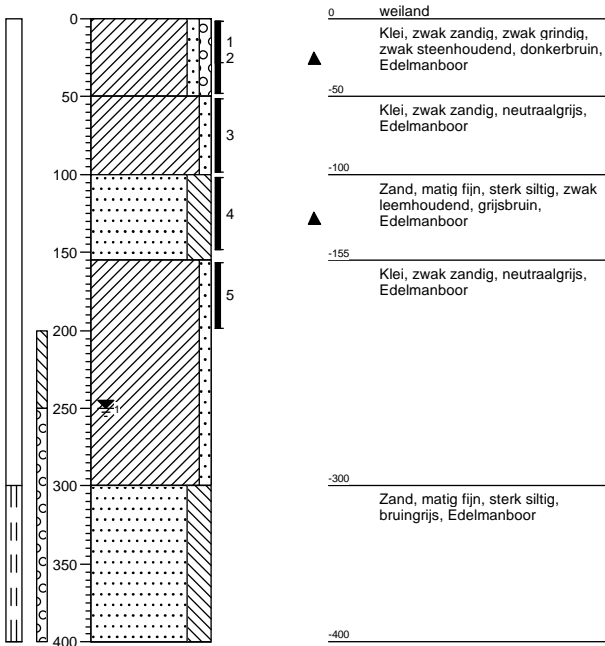 0
50
100
150
200
250
300
350
400
1
2
3
4
5
1
0
weiland
Klei, zwak zandig, zwak grindig,
zwak steenhoudend, donkerbruin,
Edelmanboor
-50
Klei, zwak zandig, neutraalgrijs,
Edelmanboor
-100
Zand, matig fijn, sterk siltig, zwak
leemhoudend, grijsbruin,
Edelmanboor
-155
Klei, zwak zandig, neutraalgrijs,
Edelmanboor
-300
Zand, matig fijn, sterk siltig,
bruingrijs, Edelmanboor
-400